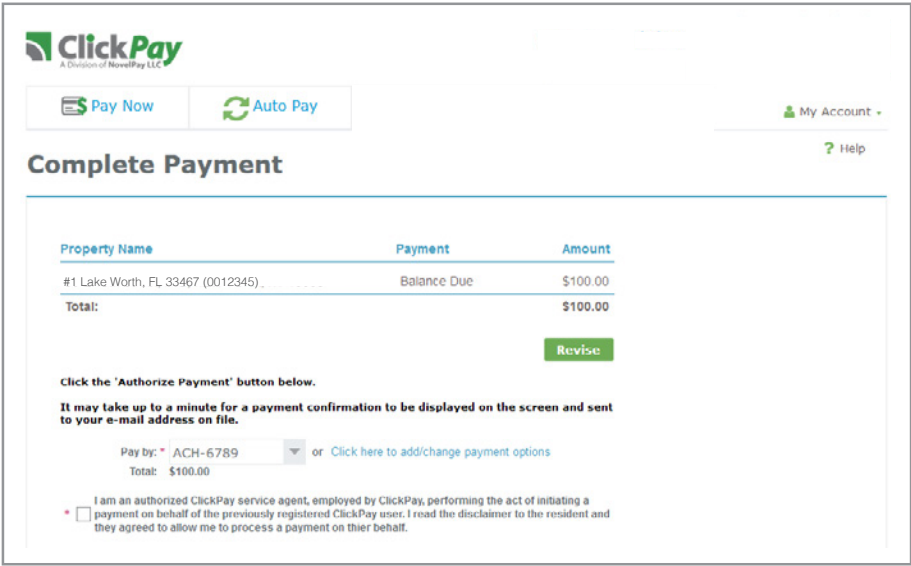 ClickPay
A Division of NovelPay LLC
Pay Now
Auto Pay
My Account
? Help
Complete Payment
Property Name Payment Amount
#1 Lake Worth, FL 33467 (0012345) Balance Due $100.00
Total: $100.00
Revise
Click the 'Authorize Payment' button below.
It may take up to a minute for a payment confirmation to be displayed on the screen and sent
to your e-mail address on file.
Pay by: * ACH-6789 or Click here to add/change payment options
Total: $100.00
I am an authorized ClickPay service agent, employed by ClickPay, performing the act of initiating a
* payment on behalf of the previously registered ClickPay user. I read the disclaimer to the resident and
they agreed to allow me to process a payment on thier behalf.